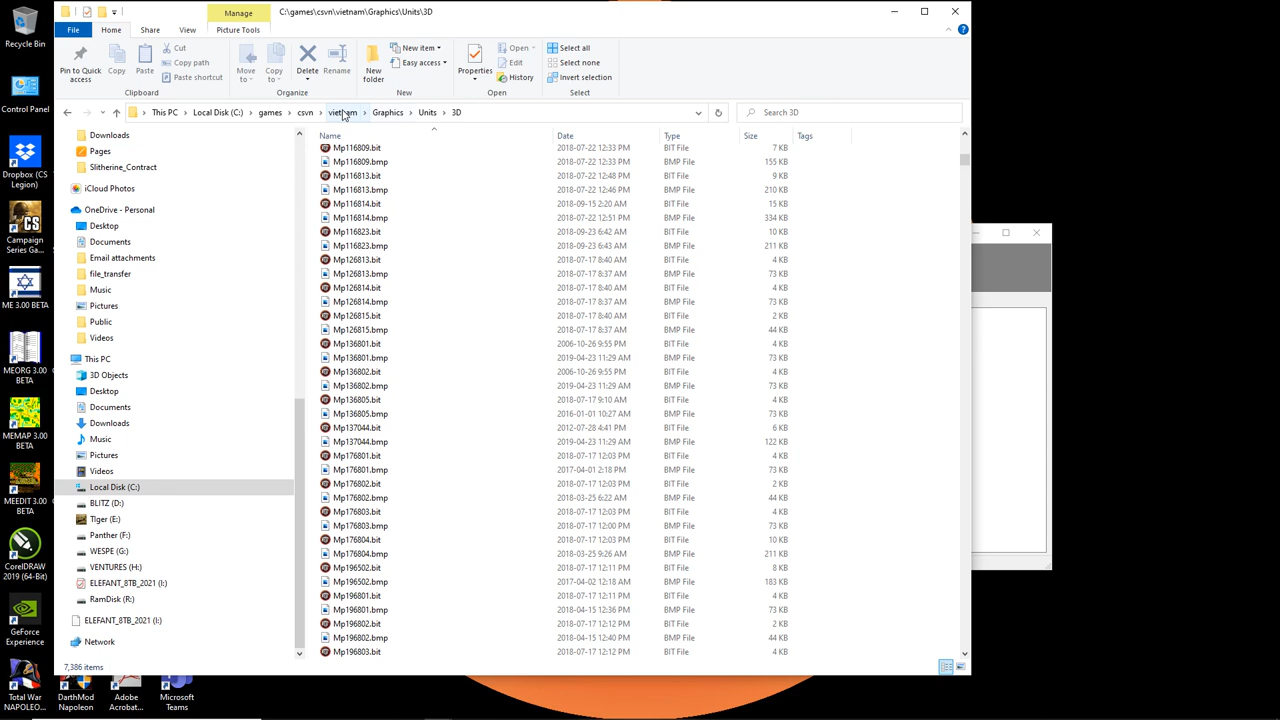 Manage
C:\games\csvn\vietnam\Graphics\Units\3D
File Home Share View Picture Tools
Pin to Quick access
Copy
Paste
Cut
Copy path
Paste shortcut
Move to
Copy to
Delete
Rename
New folder
New item
Easy access
Properties
Open
Edit
History
Select all
Select none
Invert selection
Clipboard Organize New Open Select
This PC Local Disk (C:) games csvn vietnam Graphics Units 3D
Search 3D
Name Date Type Size Tags
Mp116809.bit 2018-07-22 12:33 PM BIT File 7 KB
Mp116809.bmp 2018-07-22 12:33 PM BMP File 155 KB
Mp116813.bit 2018-07-22 12:48 PM BIT File 9 KB
Mp116813.bmp 2018-07-22 12:46 PM BMP File 210 KB
Mp116814.bit 2018-09-15 2:20 AM BIT File 15 KB
Mp116814.bmp 2018-07-22 12:51 PM BMP File 334 KB
Mp116823.bit 2018-09-23 6:42 AM BIT File 10 KB
Mp116823.bmp 2018-09-23 6:43 AM BMP File 211 KB
Mp126813.bit 2018-07-17 8:40 AM BIT File 4 KB
Mp126813.bmp 2018-07-17 8:37 AM BMP File 73 KB
Mp126814.bit 2018-07-17 8:40 AM BIT File 4 KB
Mp126814.bmp 2018-07-17 8:37 AM BMP File 73 KB
Mp126815.bit 2018-07-17 8:40 AM BIT File 2 KB
Mp126815.bmp 2018-07-17 8:37 AM BMP File 44 KB
Mp136801.bit 2006-10-26 9:55 PM BIT File 4 KB
Mp136801.bmp 2019-04-23 11:29 AM BMP File 73 KB
Mp136802.bit 2006-10-26 9:55 PM BIT File 4 KB
Mp136802.bmp 2019-04-23 11:29 AM BMP File 73 KB
Mp136805.bit 2018-07-17 9:10 AM BIT File 4 KB
Mp136805.bmp 2016-01-01 10:27 AM BMP File 73 KB
Mp137044.bit 2012-07-28 4:41 PM BIT File 6 KB
Mp137044.bmp 2019-04-23 11:29 AM BMP File 122 KB
Mp176801.bit 2018-07-17 12:03 PM BIT File 4 KB
Mp176801.bmp 2017-04-01 2:18 PM BMP File 73 KB
Mp176802.bit 2018-07-17 12:03 PM BIT File 2 KB
Mp176802.bmp 2018-03-25 6:22 AM BMP File 44 KB
Mp176803.bit 2018-07-17 12:03 PM BIT File 4 KB
Mp176803.bmp 2018-07-17 12:00 PM BMP File 73 KB
Mp176804.bit 2018-07-17 12:03 PM BIT File 10 KB
Mp176804.bmp 2018-03-25 9:26 AM BMP File 211 KB
Mp196502.bit 2018-07-17 12:11 PM BIT File 8 KB
Mp196502.bmp 2017-04-02 12:18 AM BMP File 183 KB
Mp196801.bit 2018-07-17 12:11 PM BIT File 4 KB
Mp196801.bmp 2018-04-15 12:36 PM BMP File 73 KB
Mp196802.bit 2018-07-17 12:12 PM BIT File 2 KB
Mp196802.bmp 2018-04-15 12:40 PM BMP File 44 KB
Mp196803.bit 2018-07-17 12:12 PM BIT File 4 KB
Downloads
Pages
Slitherine_Contract
iCloud Photos
OneDrive - Personal
Desktop
Documents
Email attachments
file_transfer
Music
Pictures
Public
Videos
This PC
3D Objects
Desktop
Documents
Downloads
Music
Pictures
Videos
Local Disk (C:)
BLITZ (D:)
Tiger (E:)
Panther (F:)
WESPE (G:)
VENTURES (H:)
ELEFANT_8TB_2021 (I:)
RamDisk (R:)
ELEFANT_8TB_2021 (I:)
Network
7,386 items
Recycle Bin
Control Panel
Dropbox (CS Legion)
CS
Campaign Series Ga...
ME 3.00 BETA
MEORG 3.00 BETA
MEMAP 3.00 BETA
MEEDIT 3.00 BETA
CorelDRAW 2019 (64-Bit)
GeForce Experience
Total War NAPOLEO...
DarthMod Napoleon
Adobe Acrobat...
Microsoft Teams